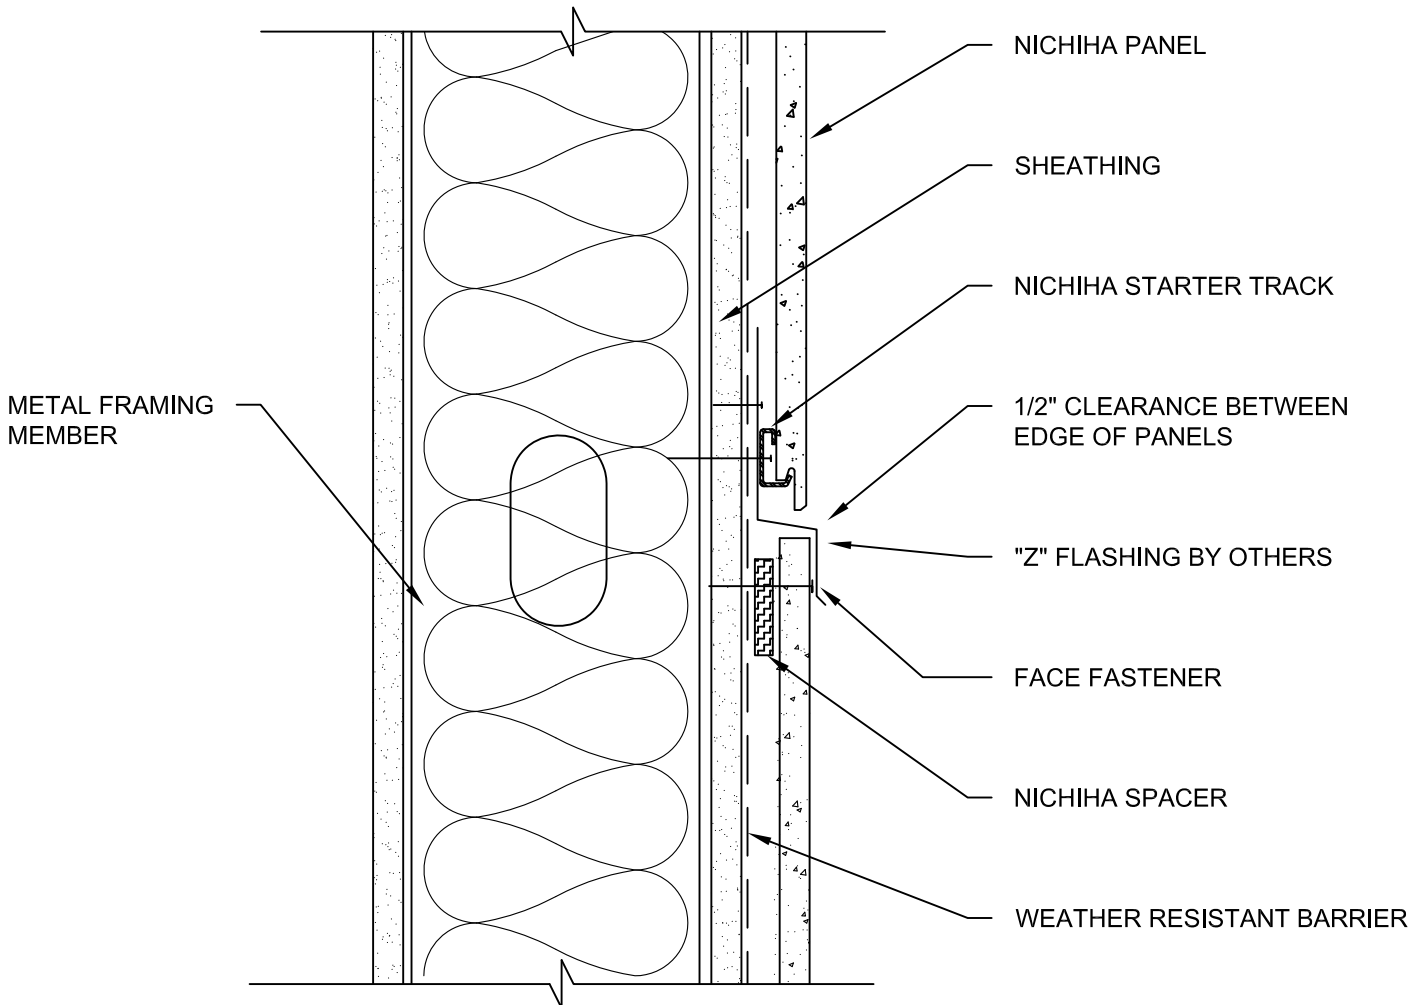 NICHIHA PANEL
SHEATHING
NICHIHA STARTER TRACK
METAL FRAMING
MEMBER
1/2" CLEARANCE BETWEEN
EDGE OF PANELS
"Z" FLASHING BY OTHERS
FACE FASTENER
NICHIHA SPACER
WEATHER RESISTANT BARRIER